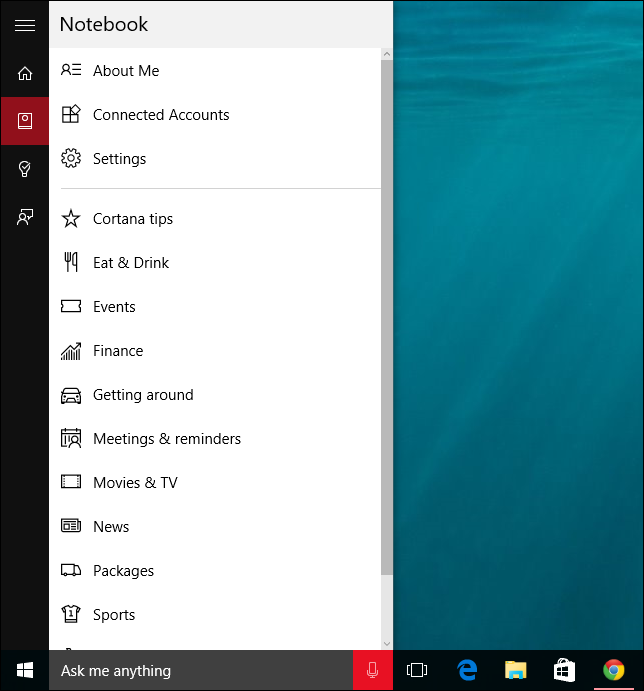 Notebook
About Me
Connected Accounts
Settings
Cortana tips
Eat & Drink
Events
Finance
Getting around
Meetings & reminders
Movies & TV
News
Packages
Sports
Ask me anything